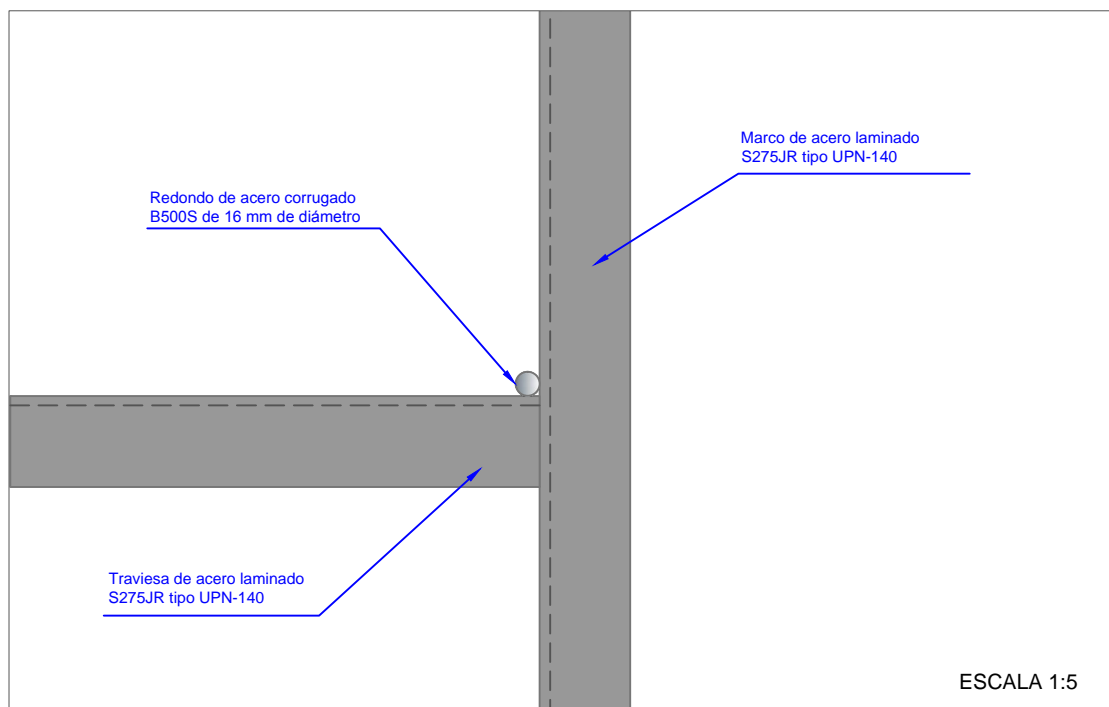 Marco de acero laminado
S275JR tipo UPN-140
Redondo de acero corrugado
B500S de 16 mm de diámetro
Traviesa de acero laminado
S275JR tipo UPN-140
ESCALA 1:5